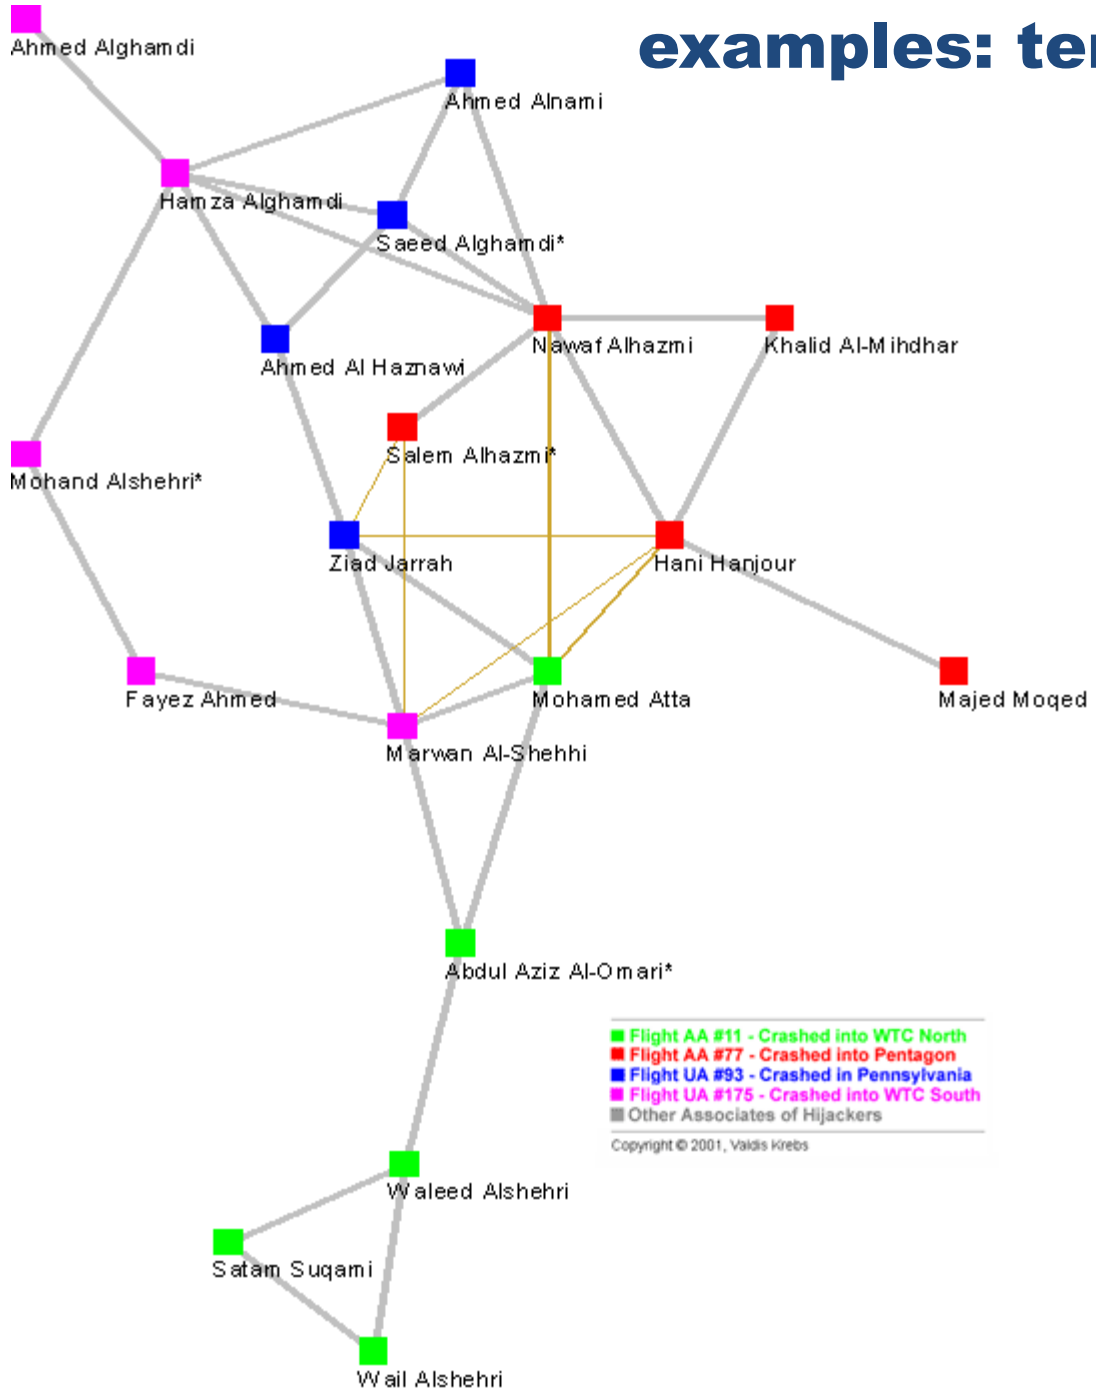 examples: ter
Ahmed Alghamdi
Ahmed Alnami
Hamza Alghamdi
Saeed Alghamdi*
Nawaf Alhazmi
Khalid Al-Mihdhar
Ahmed Al Haznawi
Salem Alhazmi*
Mohand Alshehri*
Ziad Jarrah
Hani Hanjour
Fayez Ahmed
Mohamed Atta
Majed Moqed
Marwan Al-Shehhi
Abdul Aziz Al-Omari*
Flight AA #11 - Crashed into WTC North
Flight AA #77 - Crashed into Pentagon
Flight UA #93 - Crashed in Pennsylvania
Flight UA #175 - Crashed into WTC South
Other Associates of Hijackers
Copyright © 2001, Valdis Krebs
Waleed Alshehri
Satam Suqami
Wail Alshehri